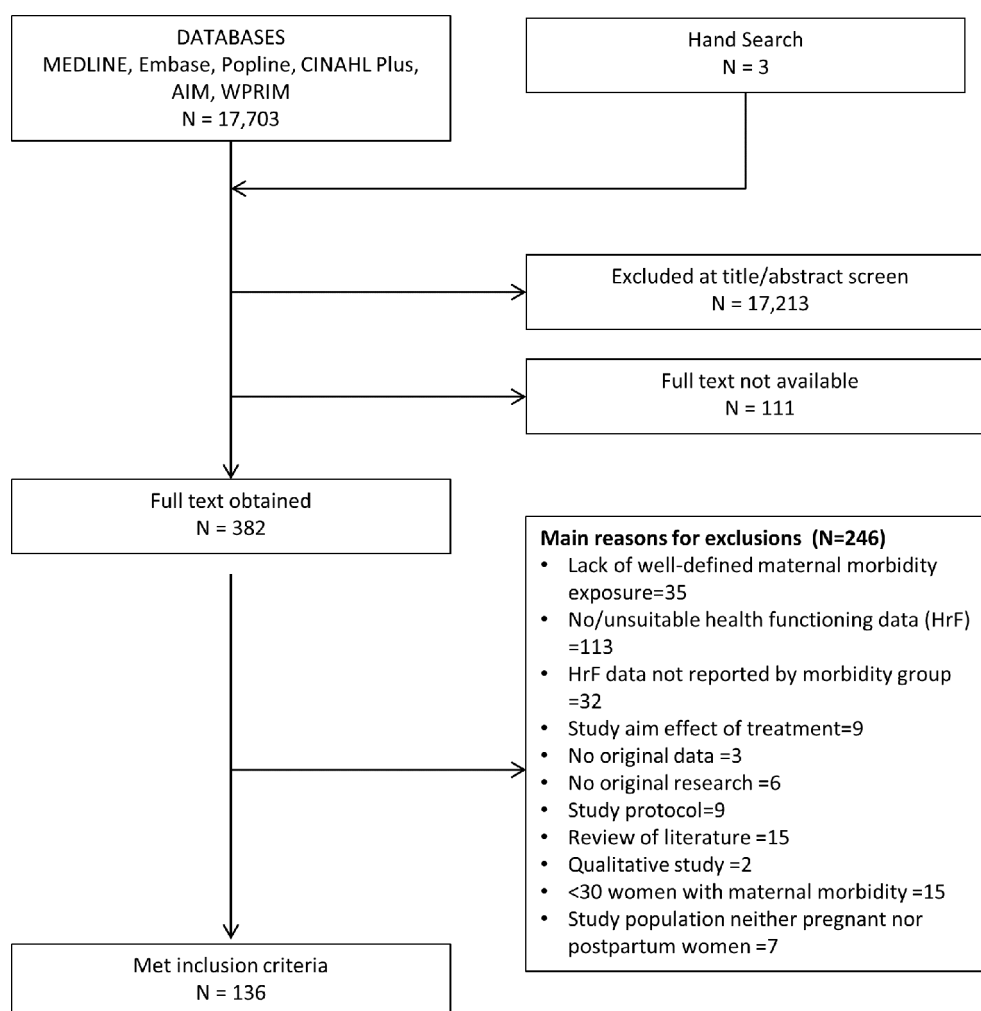 DATABASES
MEDLINE, Embase, Popline, CINAHL Plus,
AIM, WPRIM
N = 17,703
Hand Search
N = 3
Excluded at title/abstract screen
N = 17,213
Full text not available
N = 111
Full text obtained
N = 382
Main reasons for exclusions (N=246)
• Lack of well-defined maternal morbidity
exposure=35
• No/unsuitable health functioning data (HrF)
=113
• HrF data not reported by morbidity group
=32
• Study aim effect of treatment=9
• No original data =3
• No original research =6
• Study protocol=9
• Review of literature =15
• Qualitative study =2
• <30 women with maternal morbidity =15
• Study population neither pregnant nor
postpartum women =7
Met inclusion criteria
N = 136